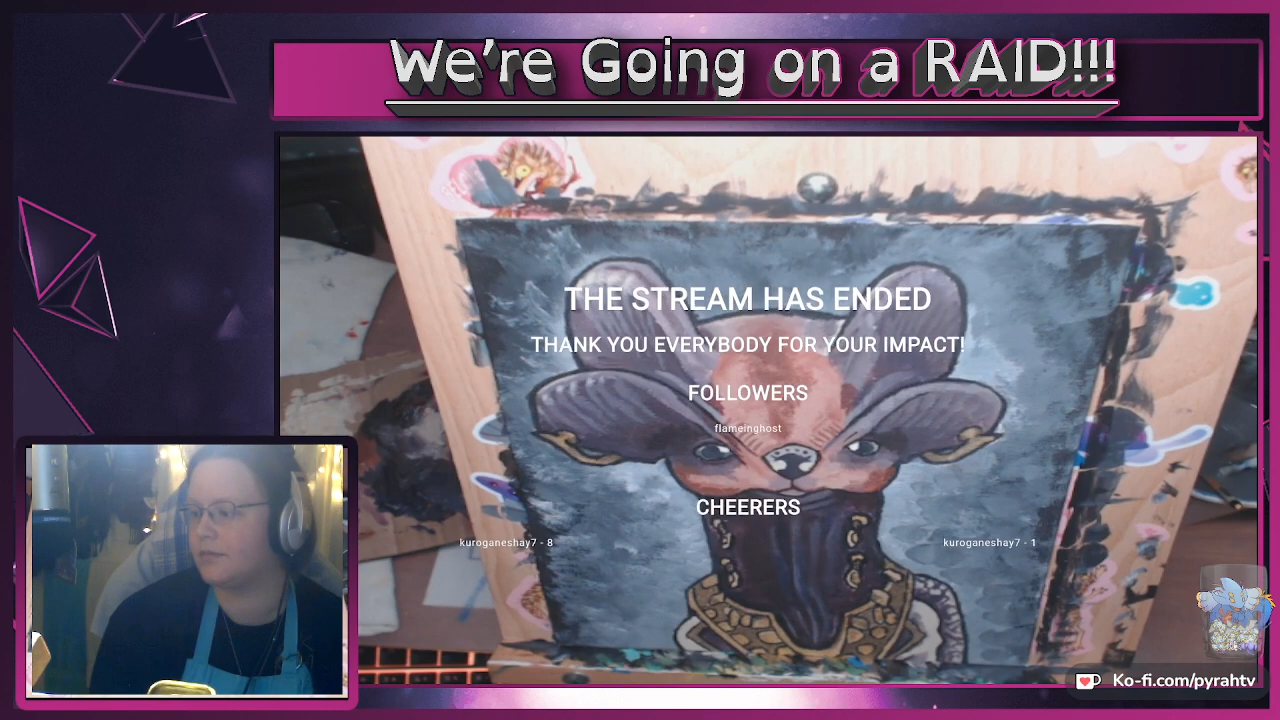 We're Going on a RAID!!!
THE STREAM HAS ENDED
THANK YOU EVERYBODY FOR YOUR IMPACT!
FOLLOWERS
flameinghost
CHEERERS
kuroganeshay7 - 8
kuroganeshay7 - 1
Ko-fi.com/pyrahtv